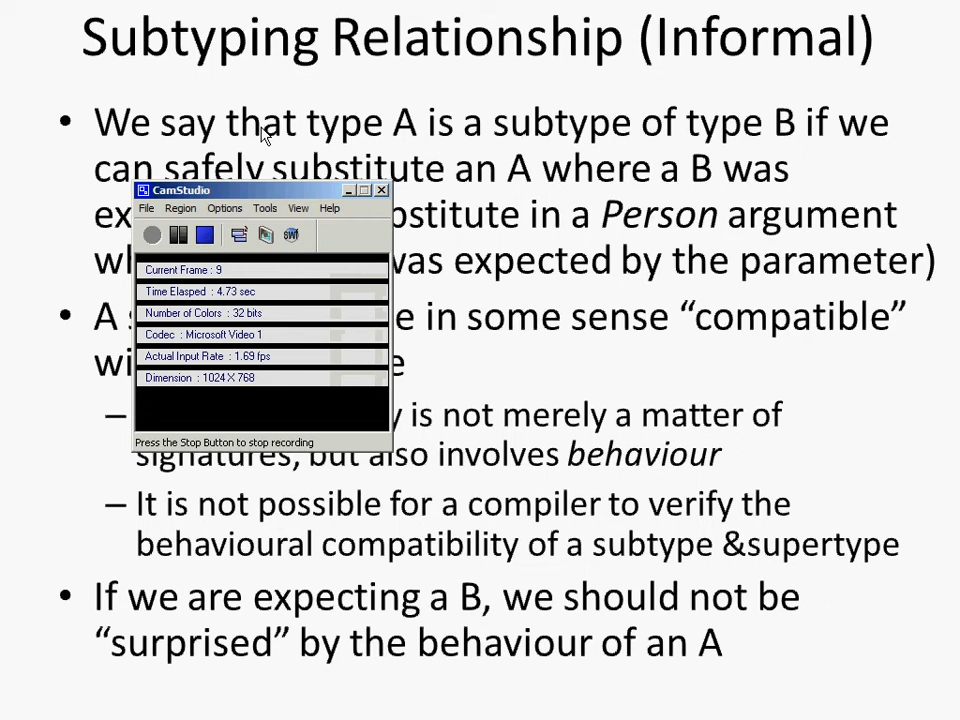 Subtyping Relationship (Informal)
• We say that type A is a subtype of type B if we
can safely substitute an A where a B was
ex
bstitute in a Person argument
wh
was expected by the parameter)
• A
e in some sense “compatible”
wi
e
– y is not merely a matter of
signatures, but also involves behaviour
– It is not possible for a compiler to verify the
behavioural compatibility of a subtype &supertype
• If we are expecting a B, we should not be
“surprised” by the behaviour of an A
CamStudio
File Region Options Tools View Help
SWF
Current Frame : 9
Time Elasped : 4.73 sec
Number of Colors : 32 bits
Codec : Microsoft Video 1
Actual Input Rate : 1.69 fps
Dimension : 1024 X 768
Press the Stop Button to stop recording